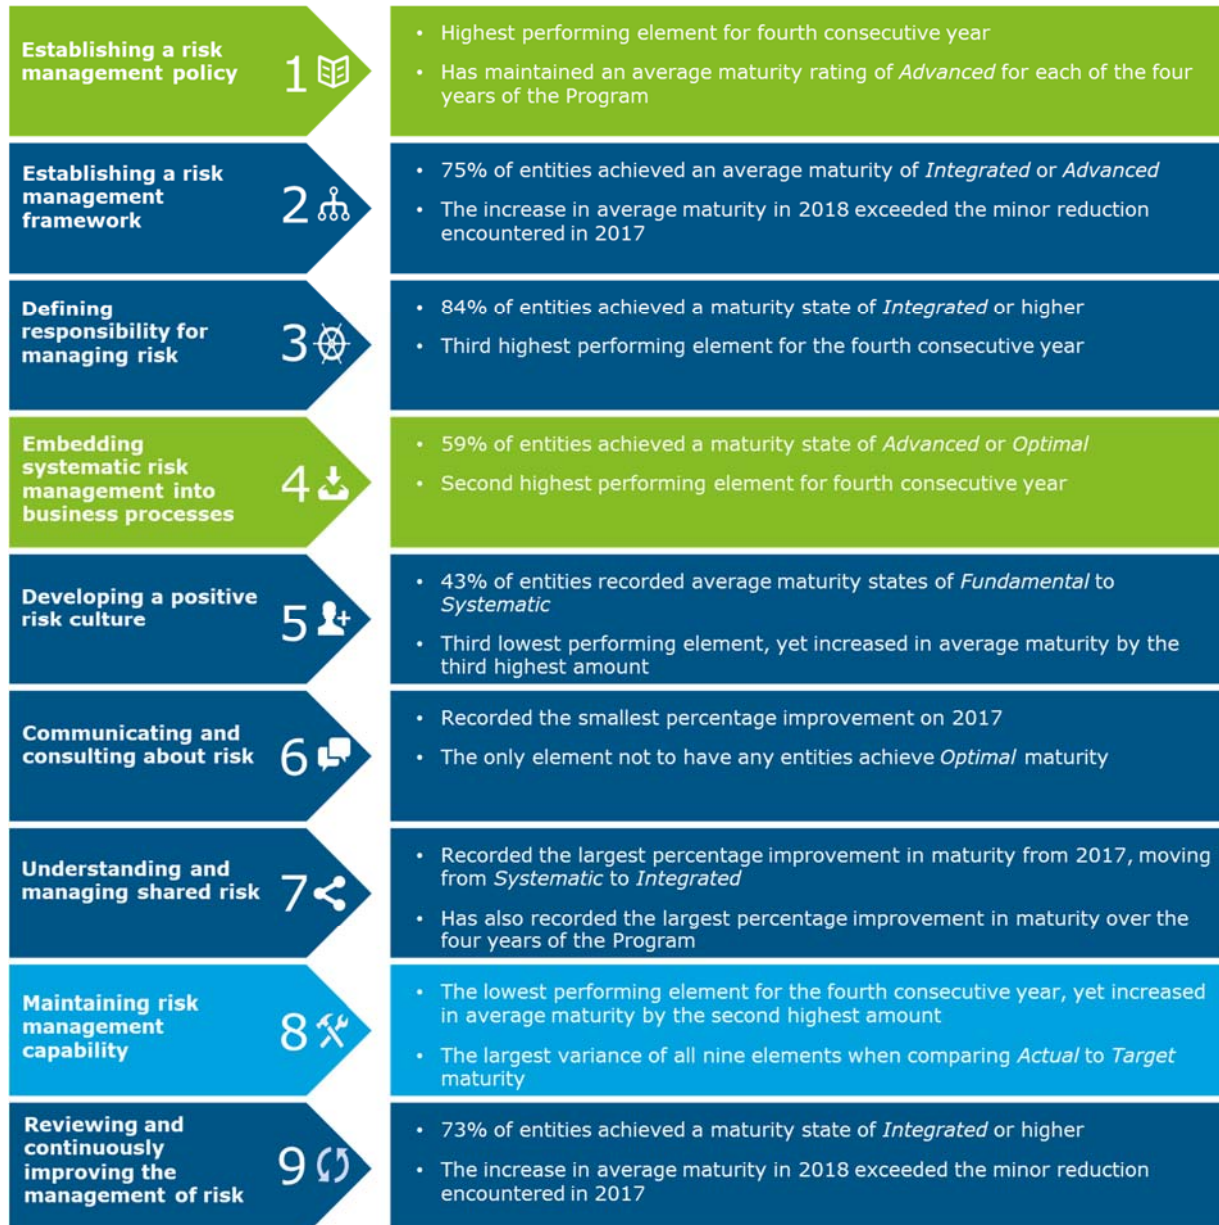 Establishing a risk
management policy
1
• Highest performing element for fourth consecutive year
• Has maintained an average maturity rating of Advanced for each of the four
years of the Program
Establishing a risk
management
framework
2
• 75% of entities achieved an average maturity of Integrated or Advanced
• The increase in average maturity in 2018 exceeded the minor reduction
encountered in 2017
Defining
responsibility for
managing risk
3
• 84% of entities achieved a maturity state of Integrated or higher
• Third highest performing element for the fourth consecutive year
Embedding
systematic risk
management into
business processes
4
• 59% of entities achieved a maturity state of Advanced or Optimal
• Second highest performing element for fourth consecutive year
Developing a positive
risk culture
5
• 43% of entities recorded average maturity states of Fundamental to
Systematic
• Third lowest performing element, yet increased in average maturity by the
third highest amount
Communicating and
consulting about risk
6
• Recorded the smallest percentage improvement on 2017
• The only element not to have any entities achieve Optimal maturity
Understanding and
managing shared risk
7
• Recorded the largest percentage improvement in maturity from 2017, moving
from Systematic to Integrated
• Has also recorded the largest percentage improvement in maturity over the
four years of the Program
Maintaining risk
management
capability
8
• The lowest performing element for the fourth consecutive year, yet increased
in average maturity by the second highest amount
• The largest variance of all nine elements when comparing Actual to Target
maturity
Reviewing and
continuously
improving the
management of risk
9
• 73% of entities achieved a maturity state of Integrated or higher
• The increase in average maturity in 2018 exceeded the minor reduction
encountered in 2017